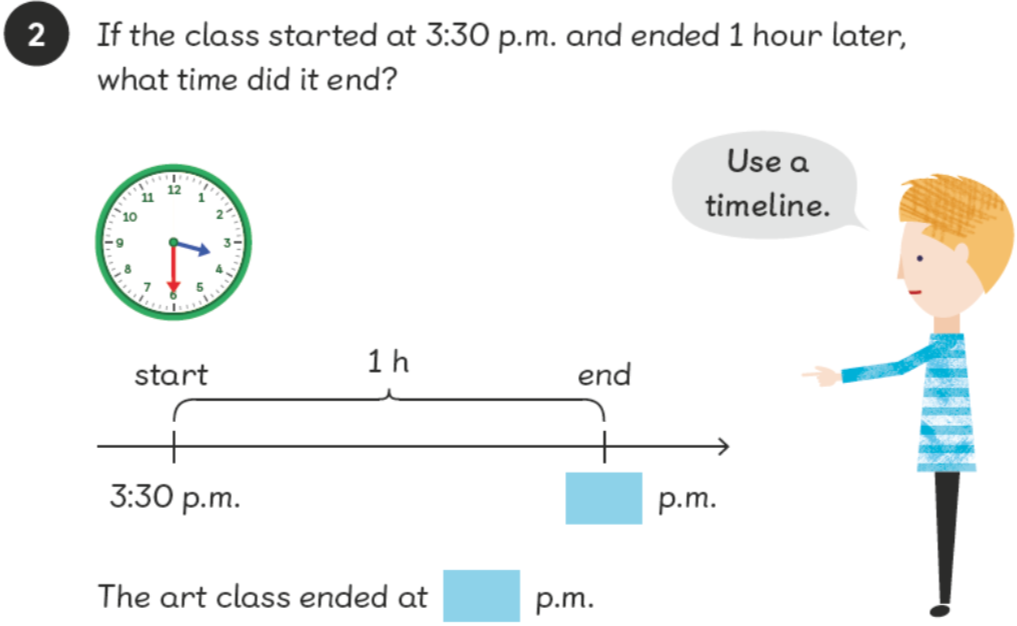 2 If the class started at 3:30 p.m. and ended 1 hour later,
what time did it end?
Use a
timeline.
12
11 1
10 2
9 3
8 4
7 5
6
start 1 h end
3:30 p.m. p.m.
The art class ended at p.m.